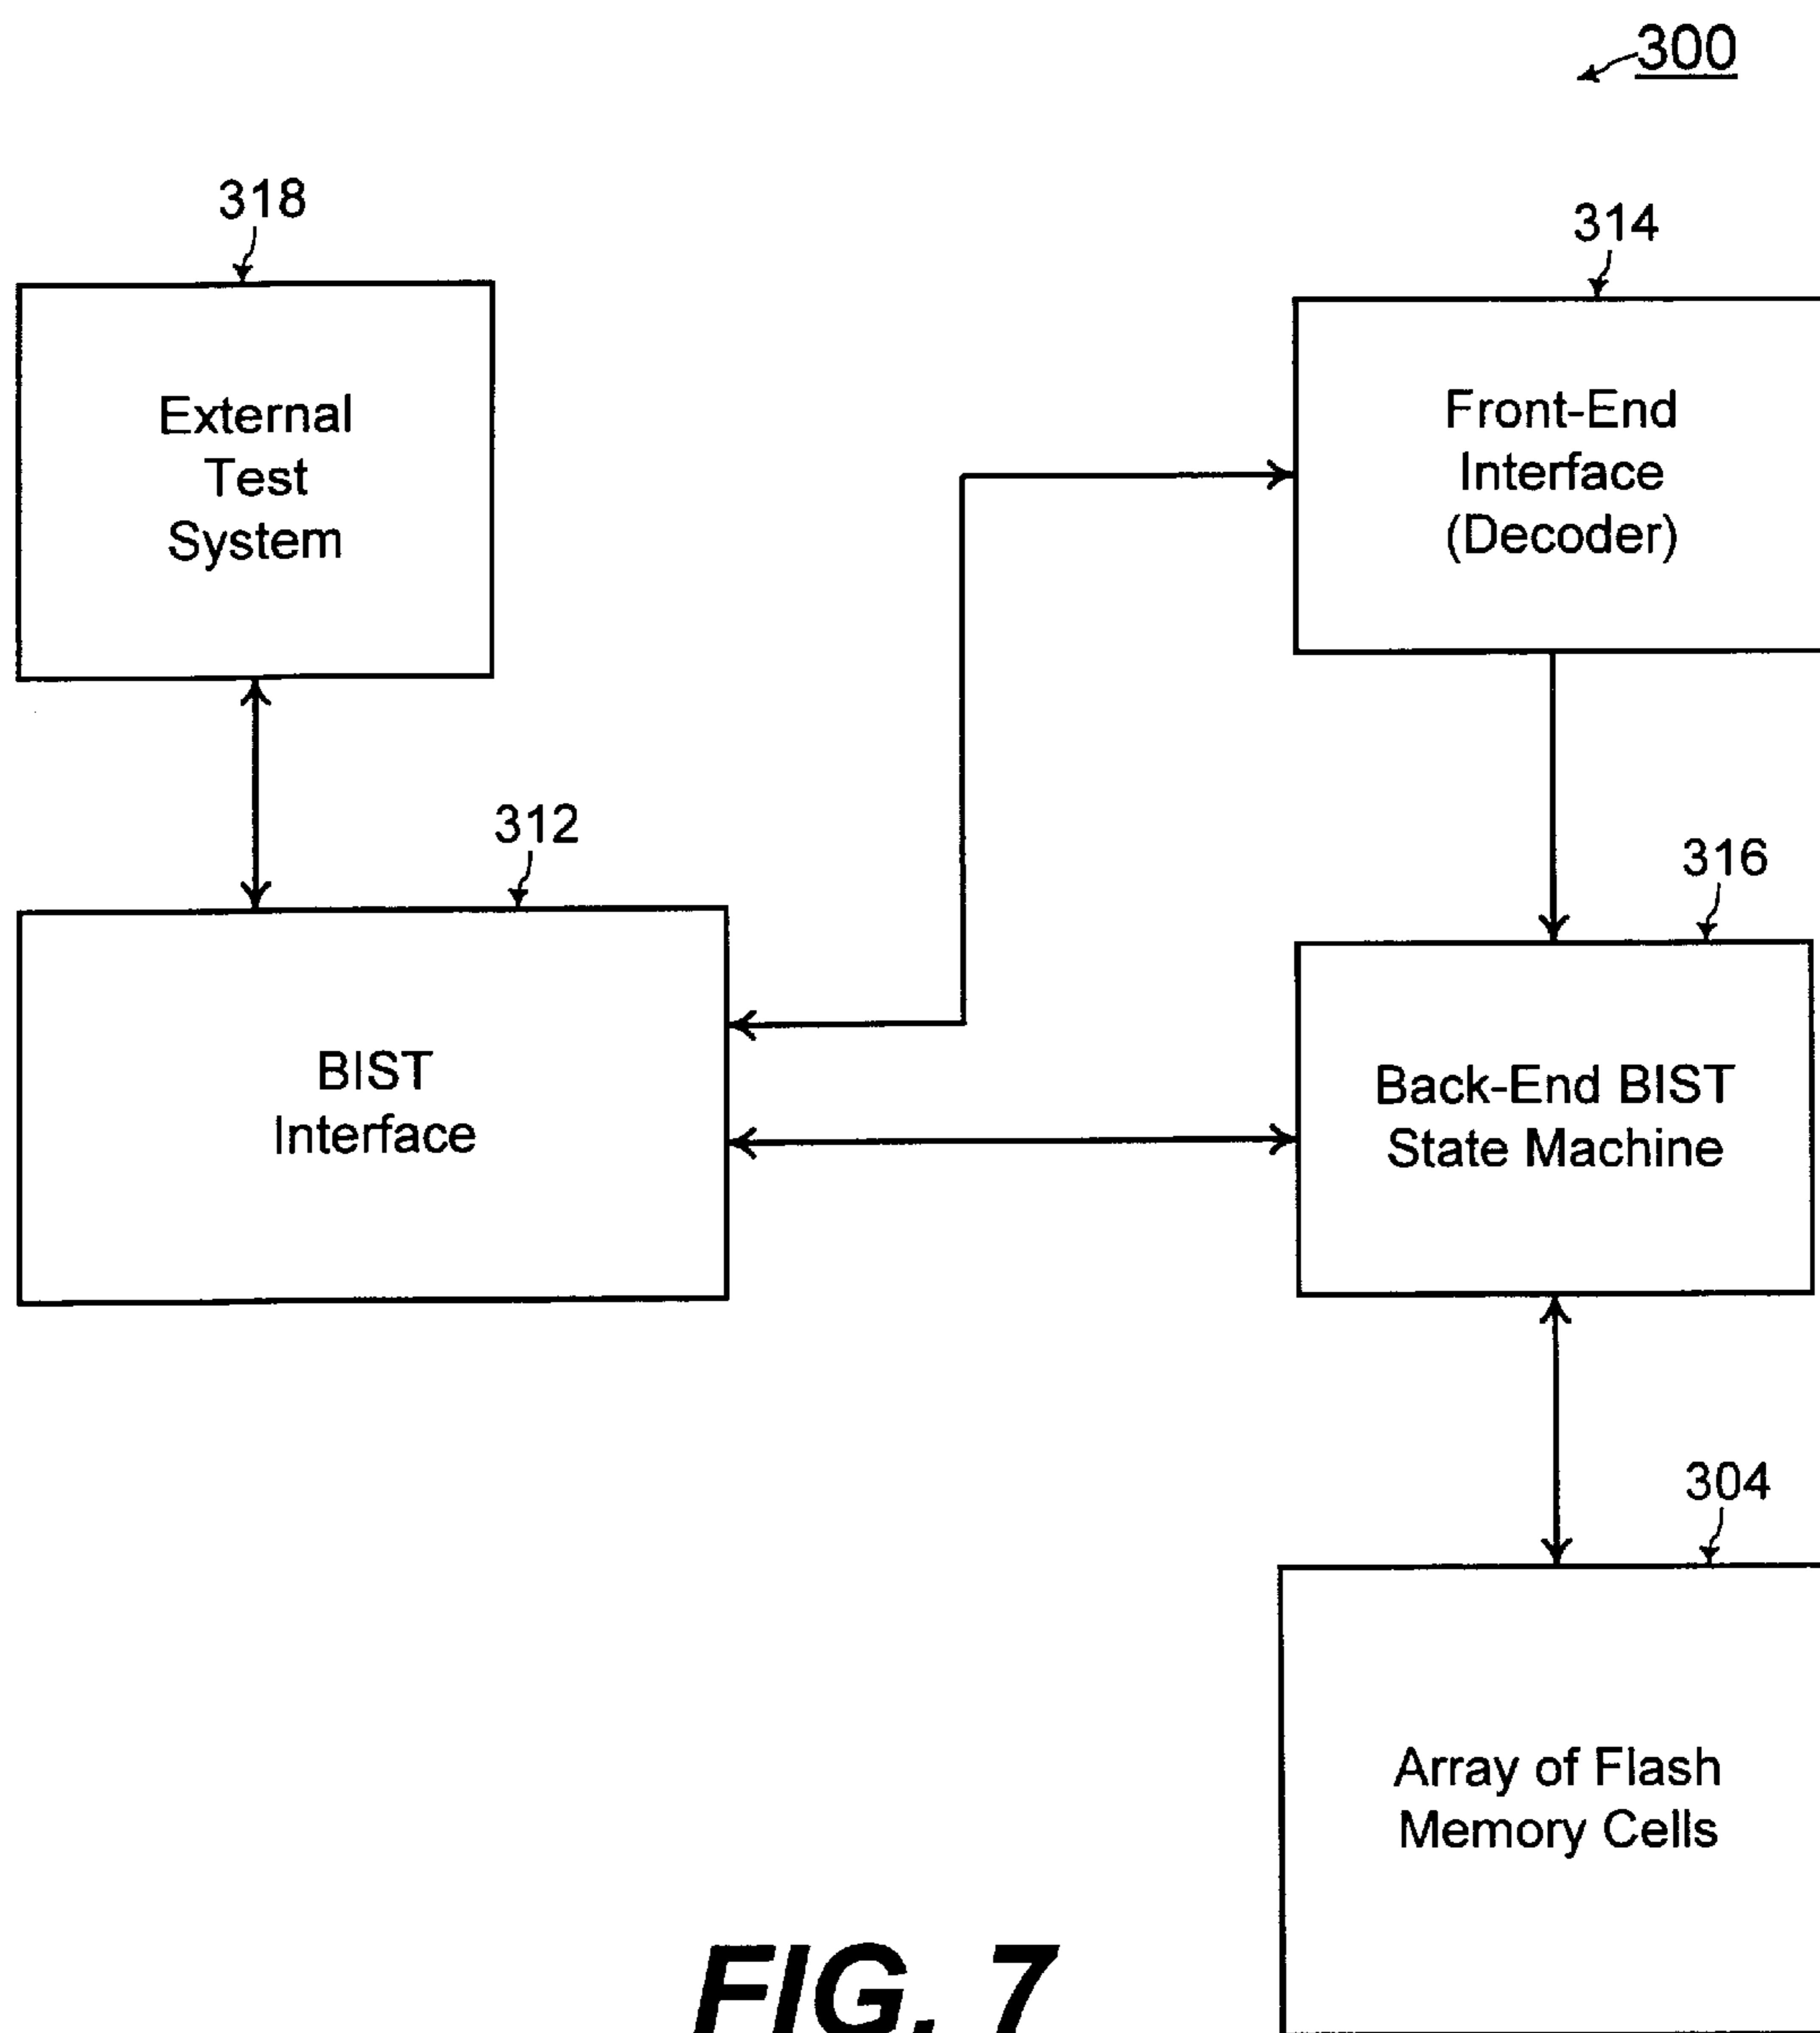 300
318
External
Test
System
314
Front-End
Interface
(Decoder)
312
BIST
Interface
316
Back-End BIST
State Machine
304
Array of Flash
Memory Cells
FIG. 7